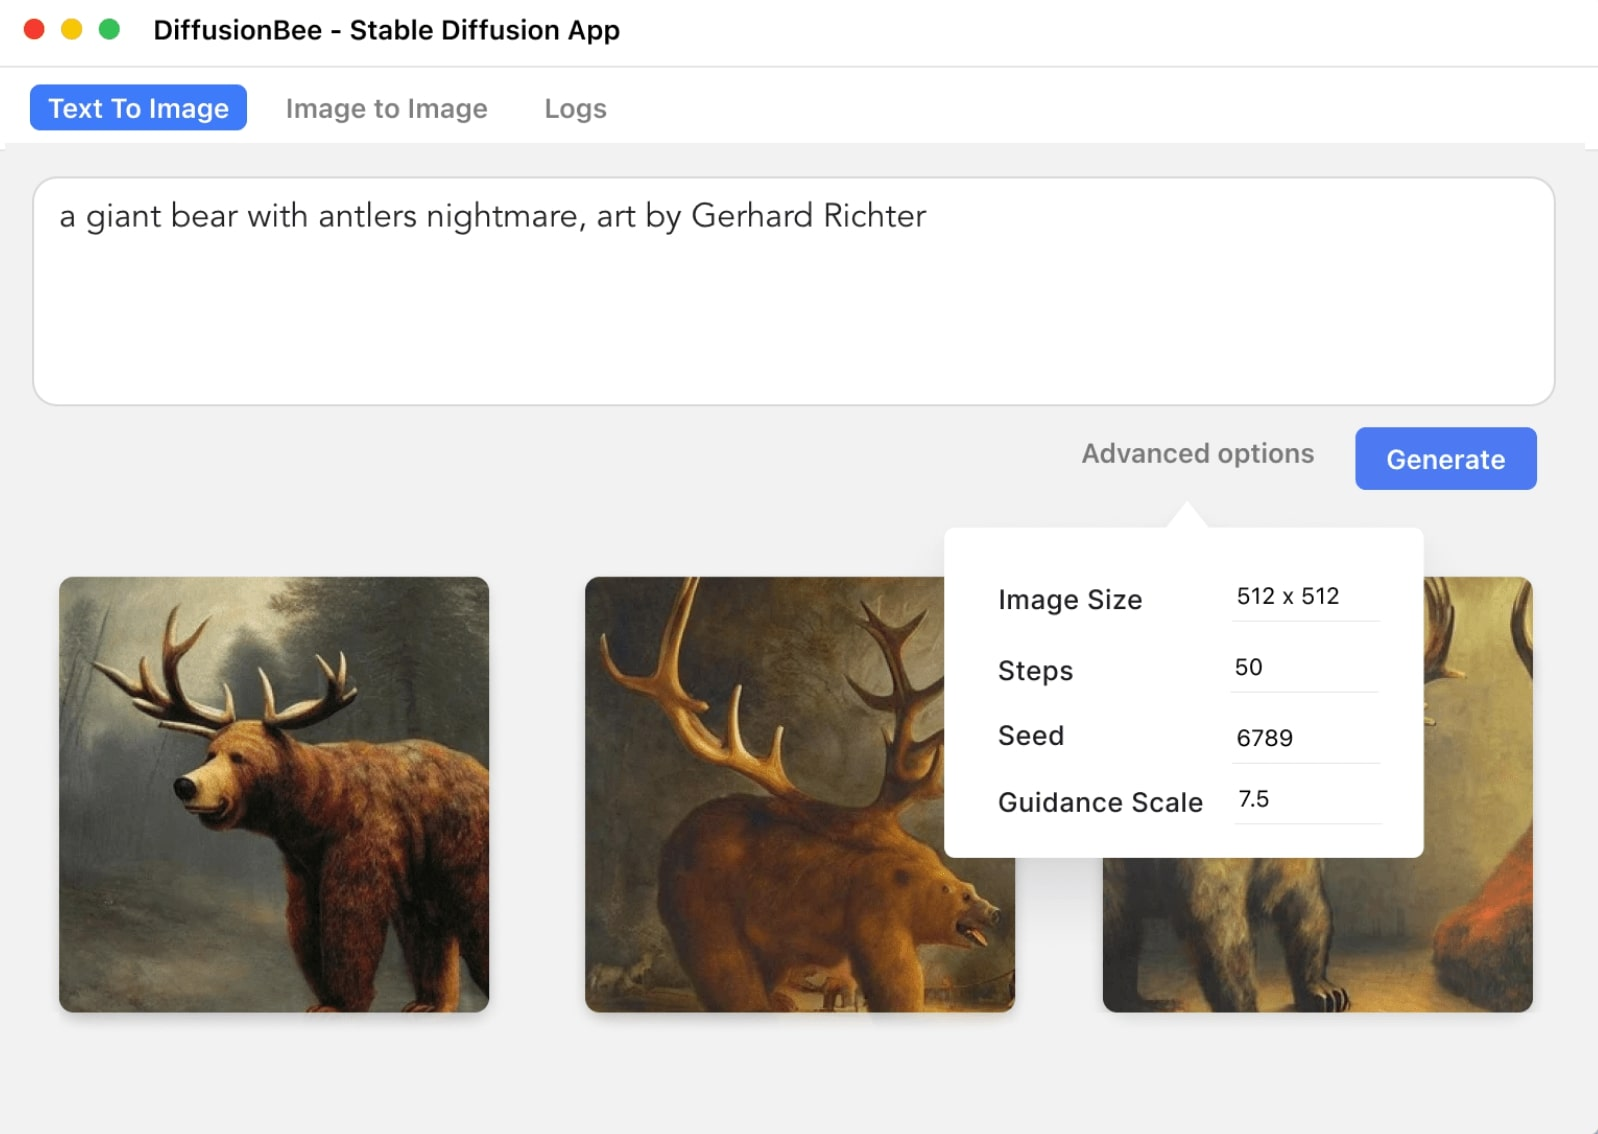 DiffusionBee - Stable Diffusion App
Text To Image Image to Image Logs
a giant bear with antlers nightmare, art by Gerhard Richter
Advanced options Generate
Image Size 512 x 512
Steps 50
Seed 6789
Guidance Scale 7.5